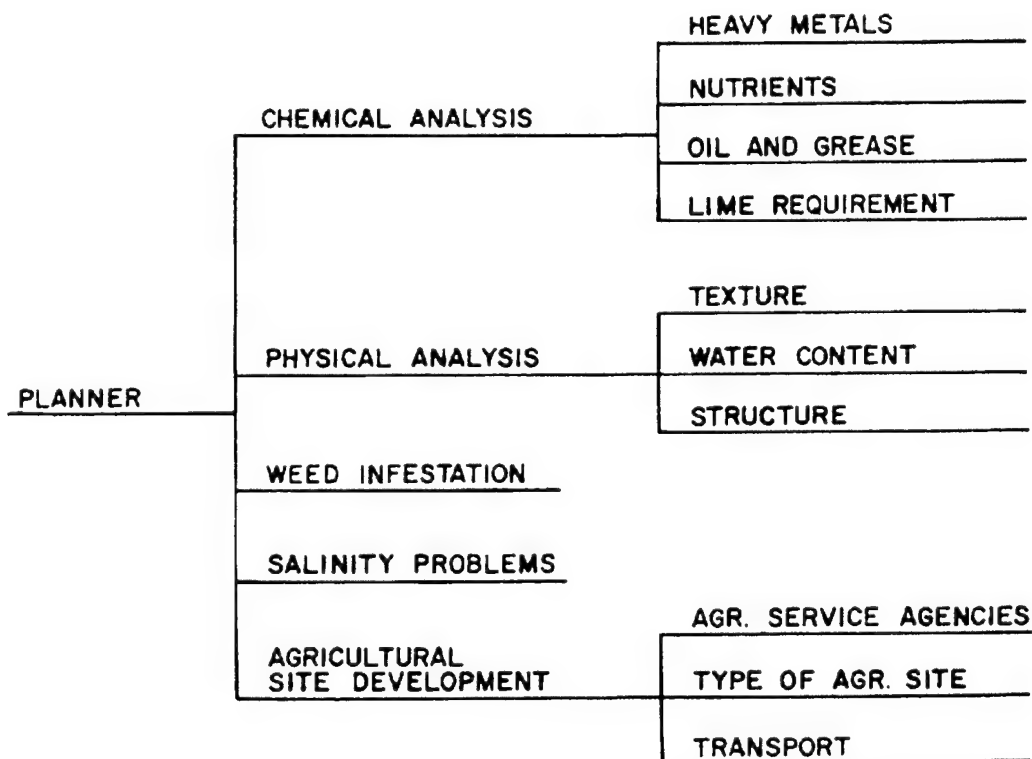 HEAVY METALS
NUTRIENTS
CHEMICAL ANALYSIS
OIL AND GREASE
LIME REQUIREMENT
TEXTURE
PHYSICAL ANALYSIS
WATER CONTENT
PLANNER
STRUCTURE
WEED INFESTATION
SALINITY PROBLEMS
AGR. SERVICE AGENCIES
AGRICULTURAL
SITE DEVELOPMENT
TYPE OF AGR. SITE
TRANSPORT